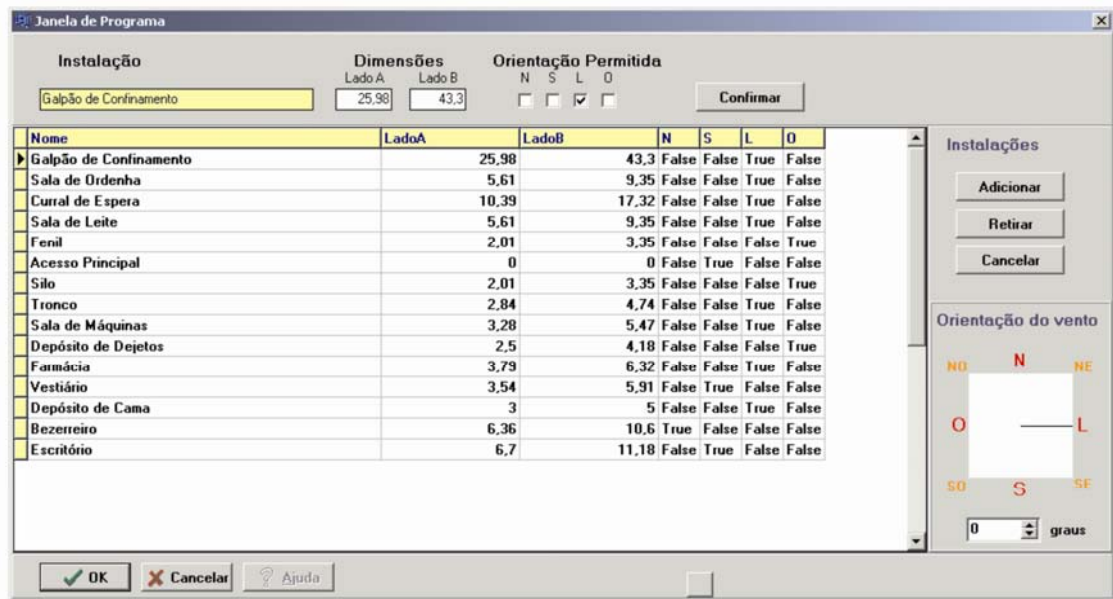 Janela de Programa
Instalação Dimensões Orientação Permitida
Lado A Lado B N S L O
Galpão de Confinamento 25,98 43,3 Confirmar
Nome LadoA LadoB N S L O
Galpão de Confinamento 25,98 43,3 False False True False
Sala de Ordenha 5,61 9,35 False False True False
Curral de Espera 10,39 17,32 False False True False
Sala de Leite 5,61 9,35 False False True False
Fenil 2,01 3,35 False False False True
Acesso Principal 0 0 False True False False
Silo 2,01 3,35 False False False True
Tronco 2,84 4,74 False False True False
Sala de Máquinas 3,28 5,47 False False True False
Depósito de Dejetos 2,5 4,18 False False False True
Farmácia 3,79 6,32 False False True False
Vestiário 3,54 5,91 False True False False
Depósito de Cama 3 5 False False True False
Bezerreiro 6,36 10,6 True False False False
Escritório 6,7 11,18 False True False False
Instalações
Adicionar
Retirar
Cancelar
Orientação do vento
NO N NE
O L
SO S SE
0 graus
OK Cancelar Ajuda